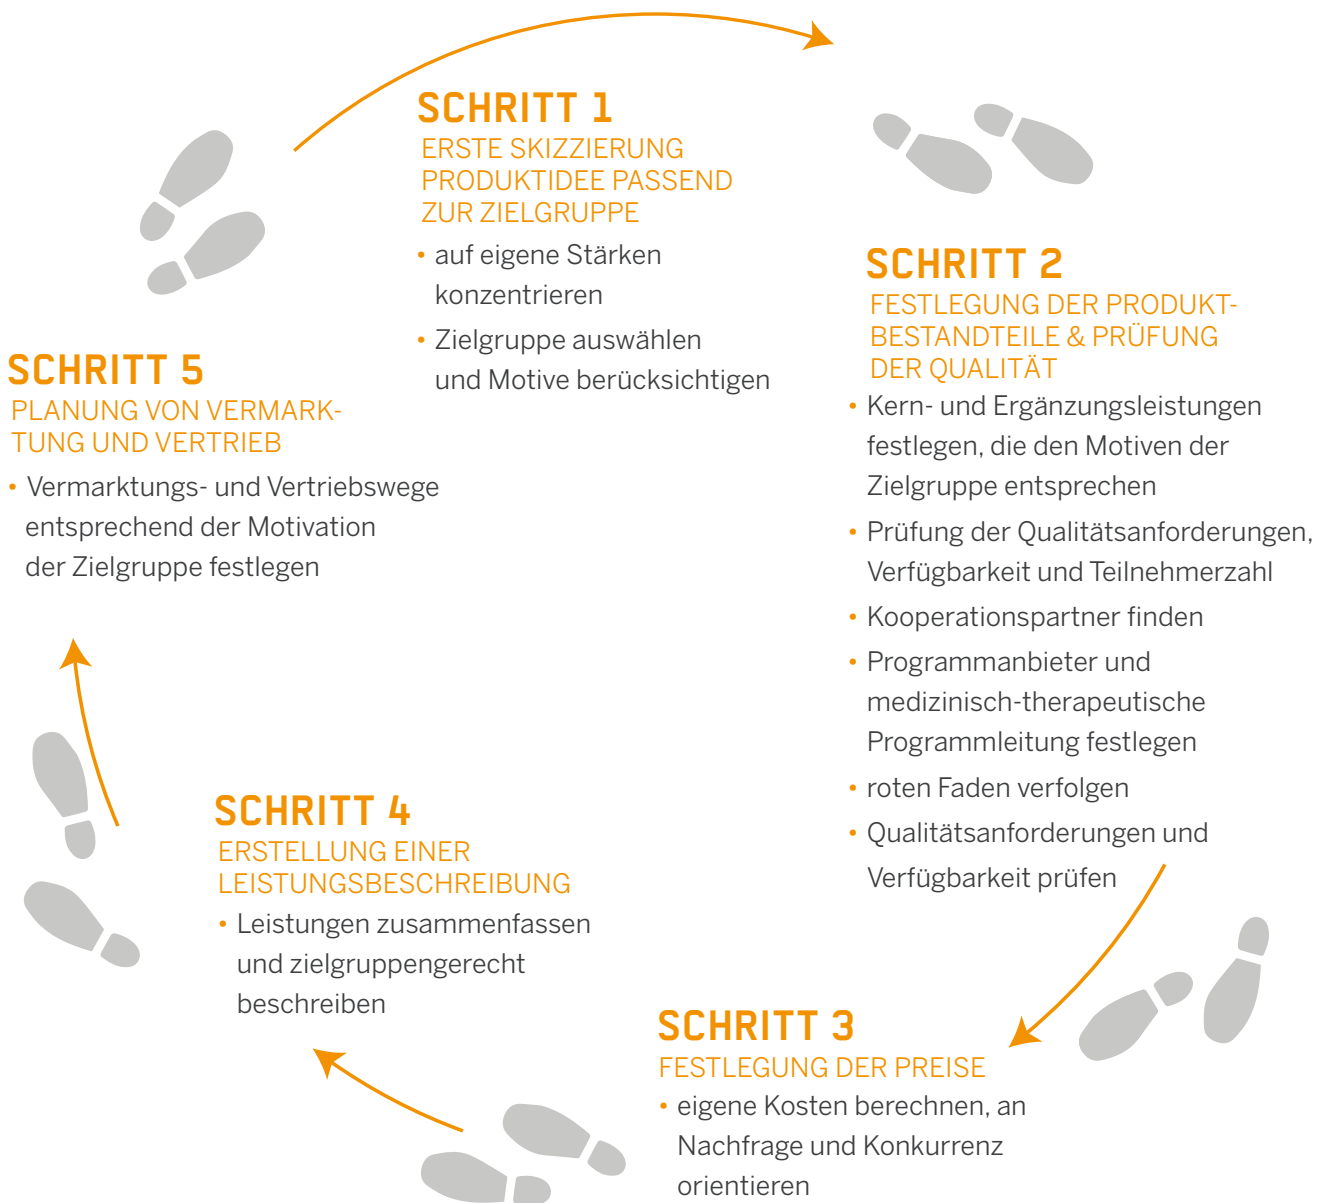 SCHRITT 1
ERSTE SKIZZIERUNG
PRODUKTIDEE PASSEND
ZUR ZIELGRUPPE
• auf eigene Stärken
konzentrieren
• Zielgruppe auswählen
und Motive berücksichtigen
SCHRITT 2
FESTLEGUNG DER PRODUKT-
BESTANDTEILE & PRÜFUNG
DER QUALITÄT
• Kern- und Ergänzungsleistungen
festlegen, die den Motiven der
Zielgruppe entsprechen
• Prüfung der Qualitätsanforderungen,
Verfügbarkeit und Teilnehmerzahl
• Kooperationspartner finden
• Programmanbieter und
medizinisch-therapeutische
Programmleitung festlegen
• roten Faden verfolgen
• Qualitätsanforderungen und
Verfügbarkeit prüfen
SCHRITT 3
FESTLEGUNG DER PREISE
• eigene Kosten berechnen, an
Nachfrage und Konkurrenz
orientieren
SCHRITT 4
ERSTELLUNG EINER
LEISTUNGSBESCHREIBUNG
• Leistungen zusammenfassen
und zielgruppengerecht
beschreiben
SCHRITT 5
PLANUNG VON VERMARK-
TUNG UND VERTRIEB
• Vermarktungs- und Vertriebswege
entsprechend der Motivation
der Zielgruppe festlegen